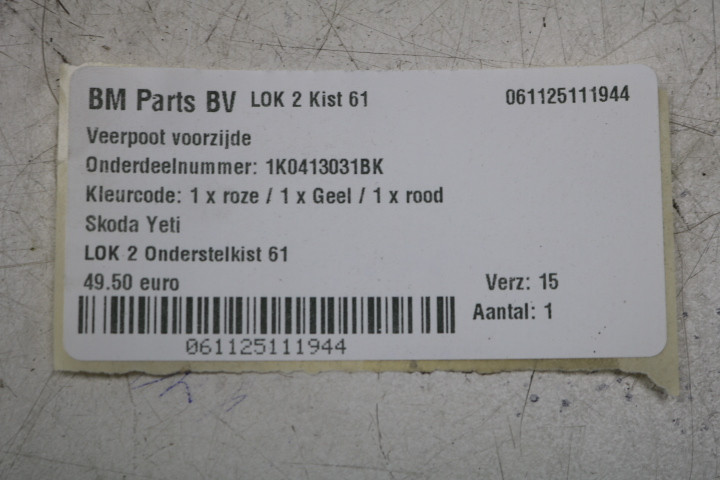 BM Parts BV LOK 2 Kist 61 061125111944
Veerpoot voorzijde
Onderdeelnummer: 1K0413031BK
Kleurcode: 1 x roze / 1 x Geel / 1 x rood
Skoda Yeti
LOK 2 Onderstelkist 61
49.50 euro Verz: 15
Aantal: 1
061125111944